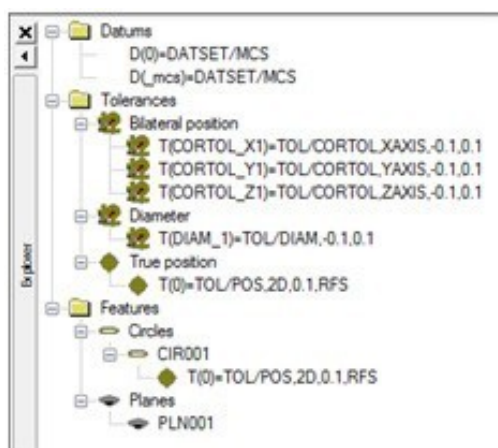 Datums
D(0)=DATSET/MCS
D(_mcs)=DATSET/MCS
Tolerances
Bilateral position
T(CORTOL_X1)=TOL/CORTOL,XAXIS,-0.1,0.1
T(CORTOL_Y1)=TOL/CORTOL,YAXIS,-0.1,0.1
T(CORTOL_Z1)=TOL/CORTOL,ZAXIS,-0.1,0.1
Diameter
T(DIAM_1)=TOL/DIAM,-0.1,0.1
True position
T(0)=TOL/POS,2D,0.1,RFS
Features
Circles
CIR001
T(0)=TOL/POS,2D,0.1,RFS
Planes
PLN001
Explorer